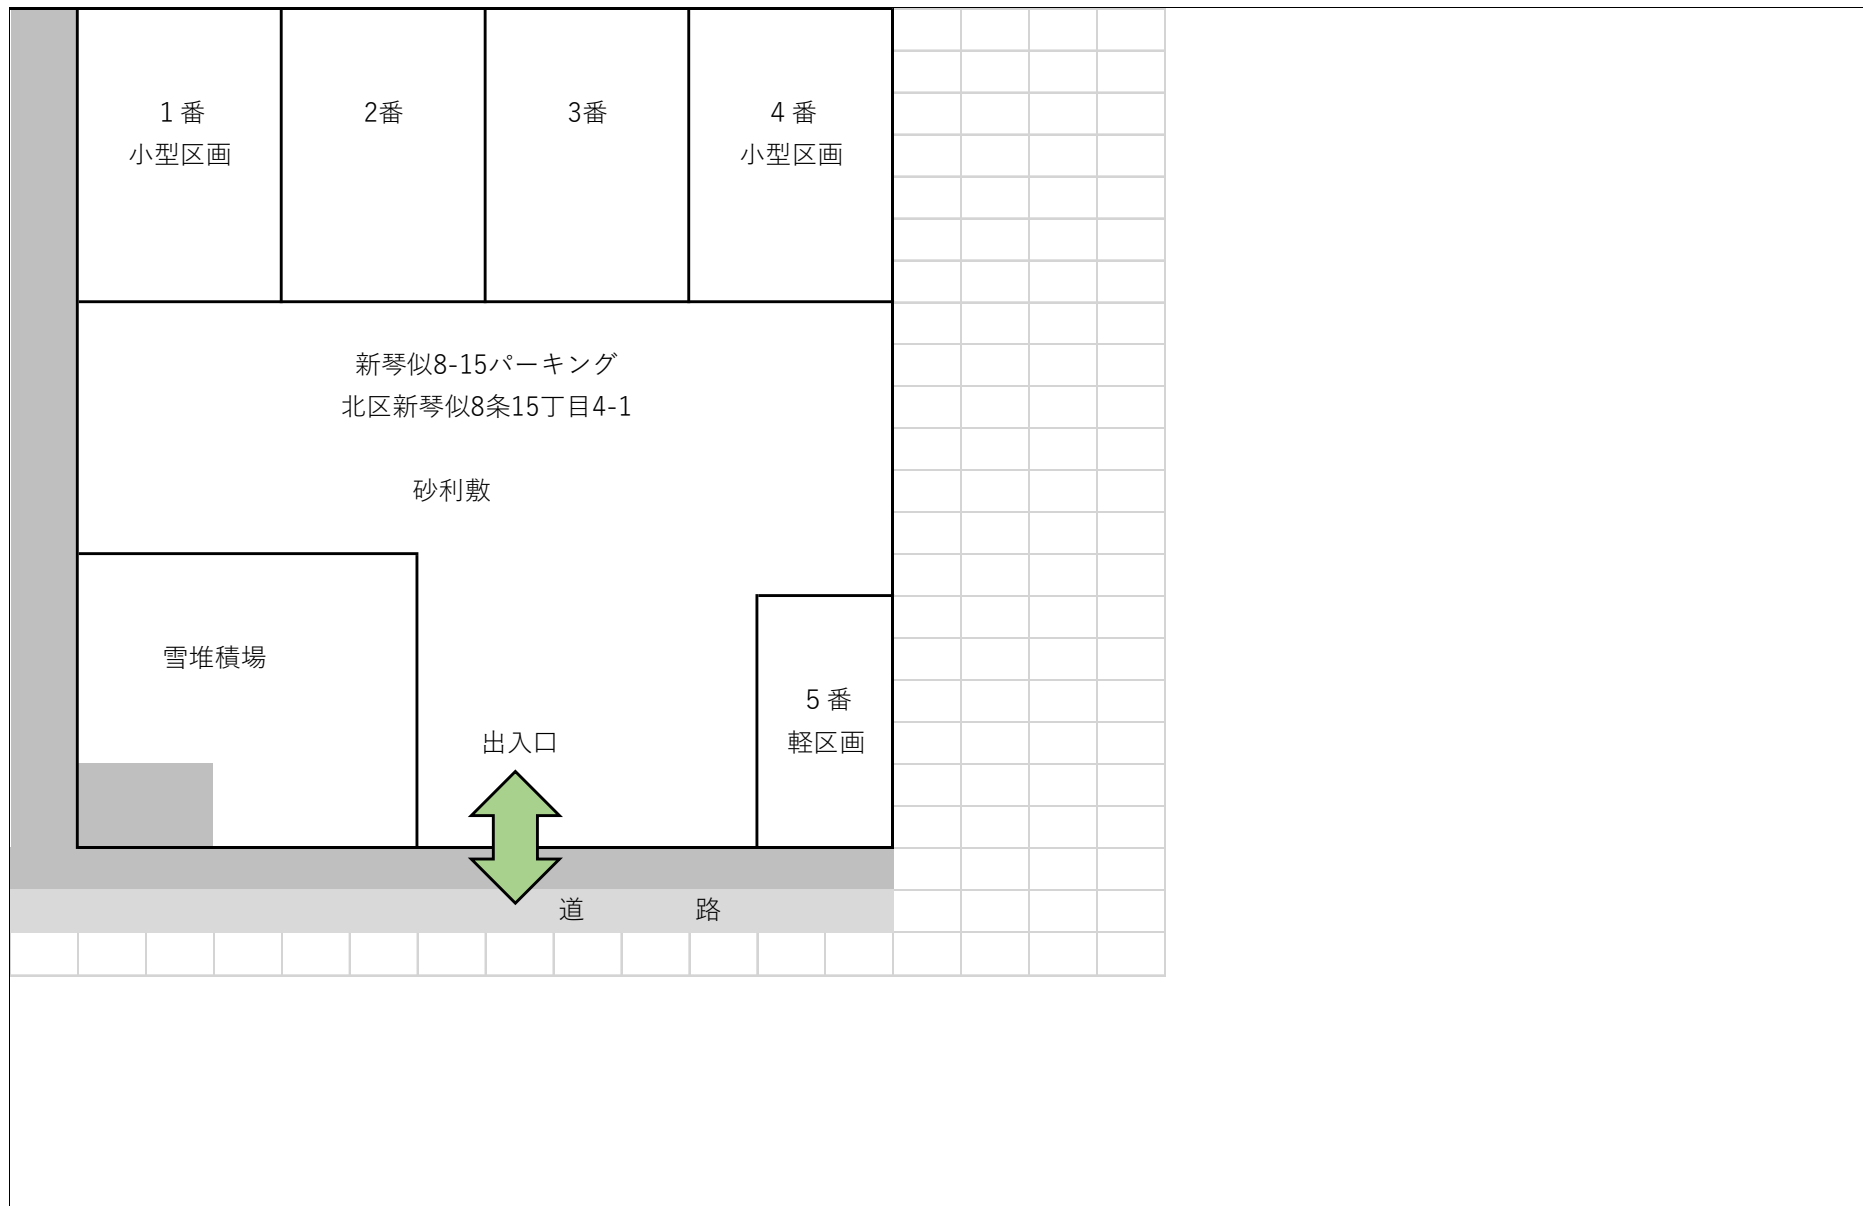 1 番
小型区画
2番
3番
4 番
小型区画
新琴似8-15パーキング
北区新琴似8条15丁目4-1
砂利敷
雪堆積場
5 番
軽区画
出入口
道 路